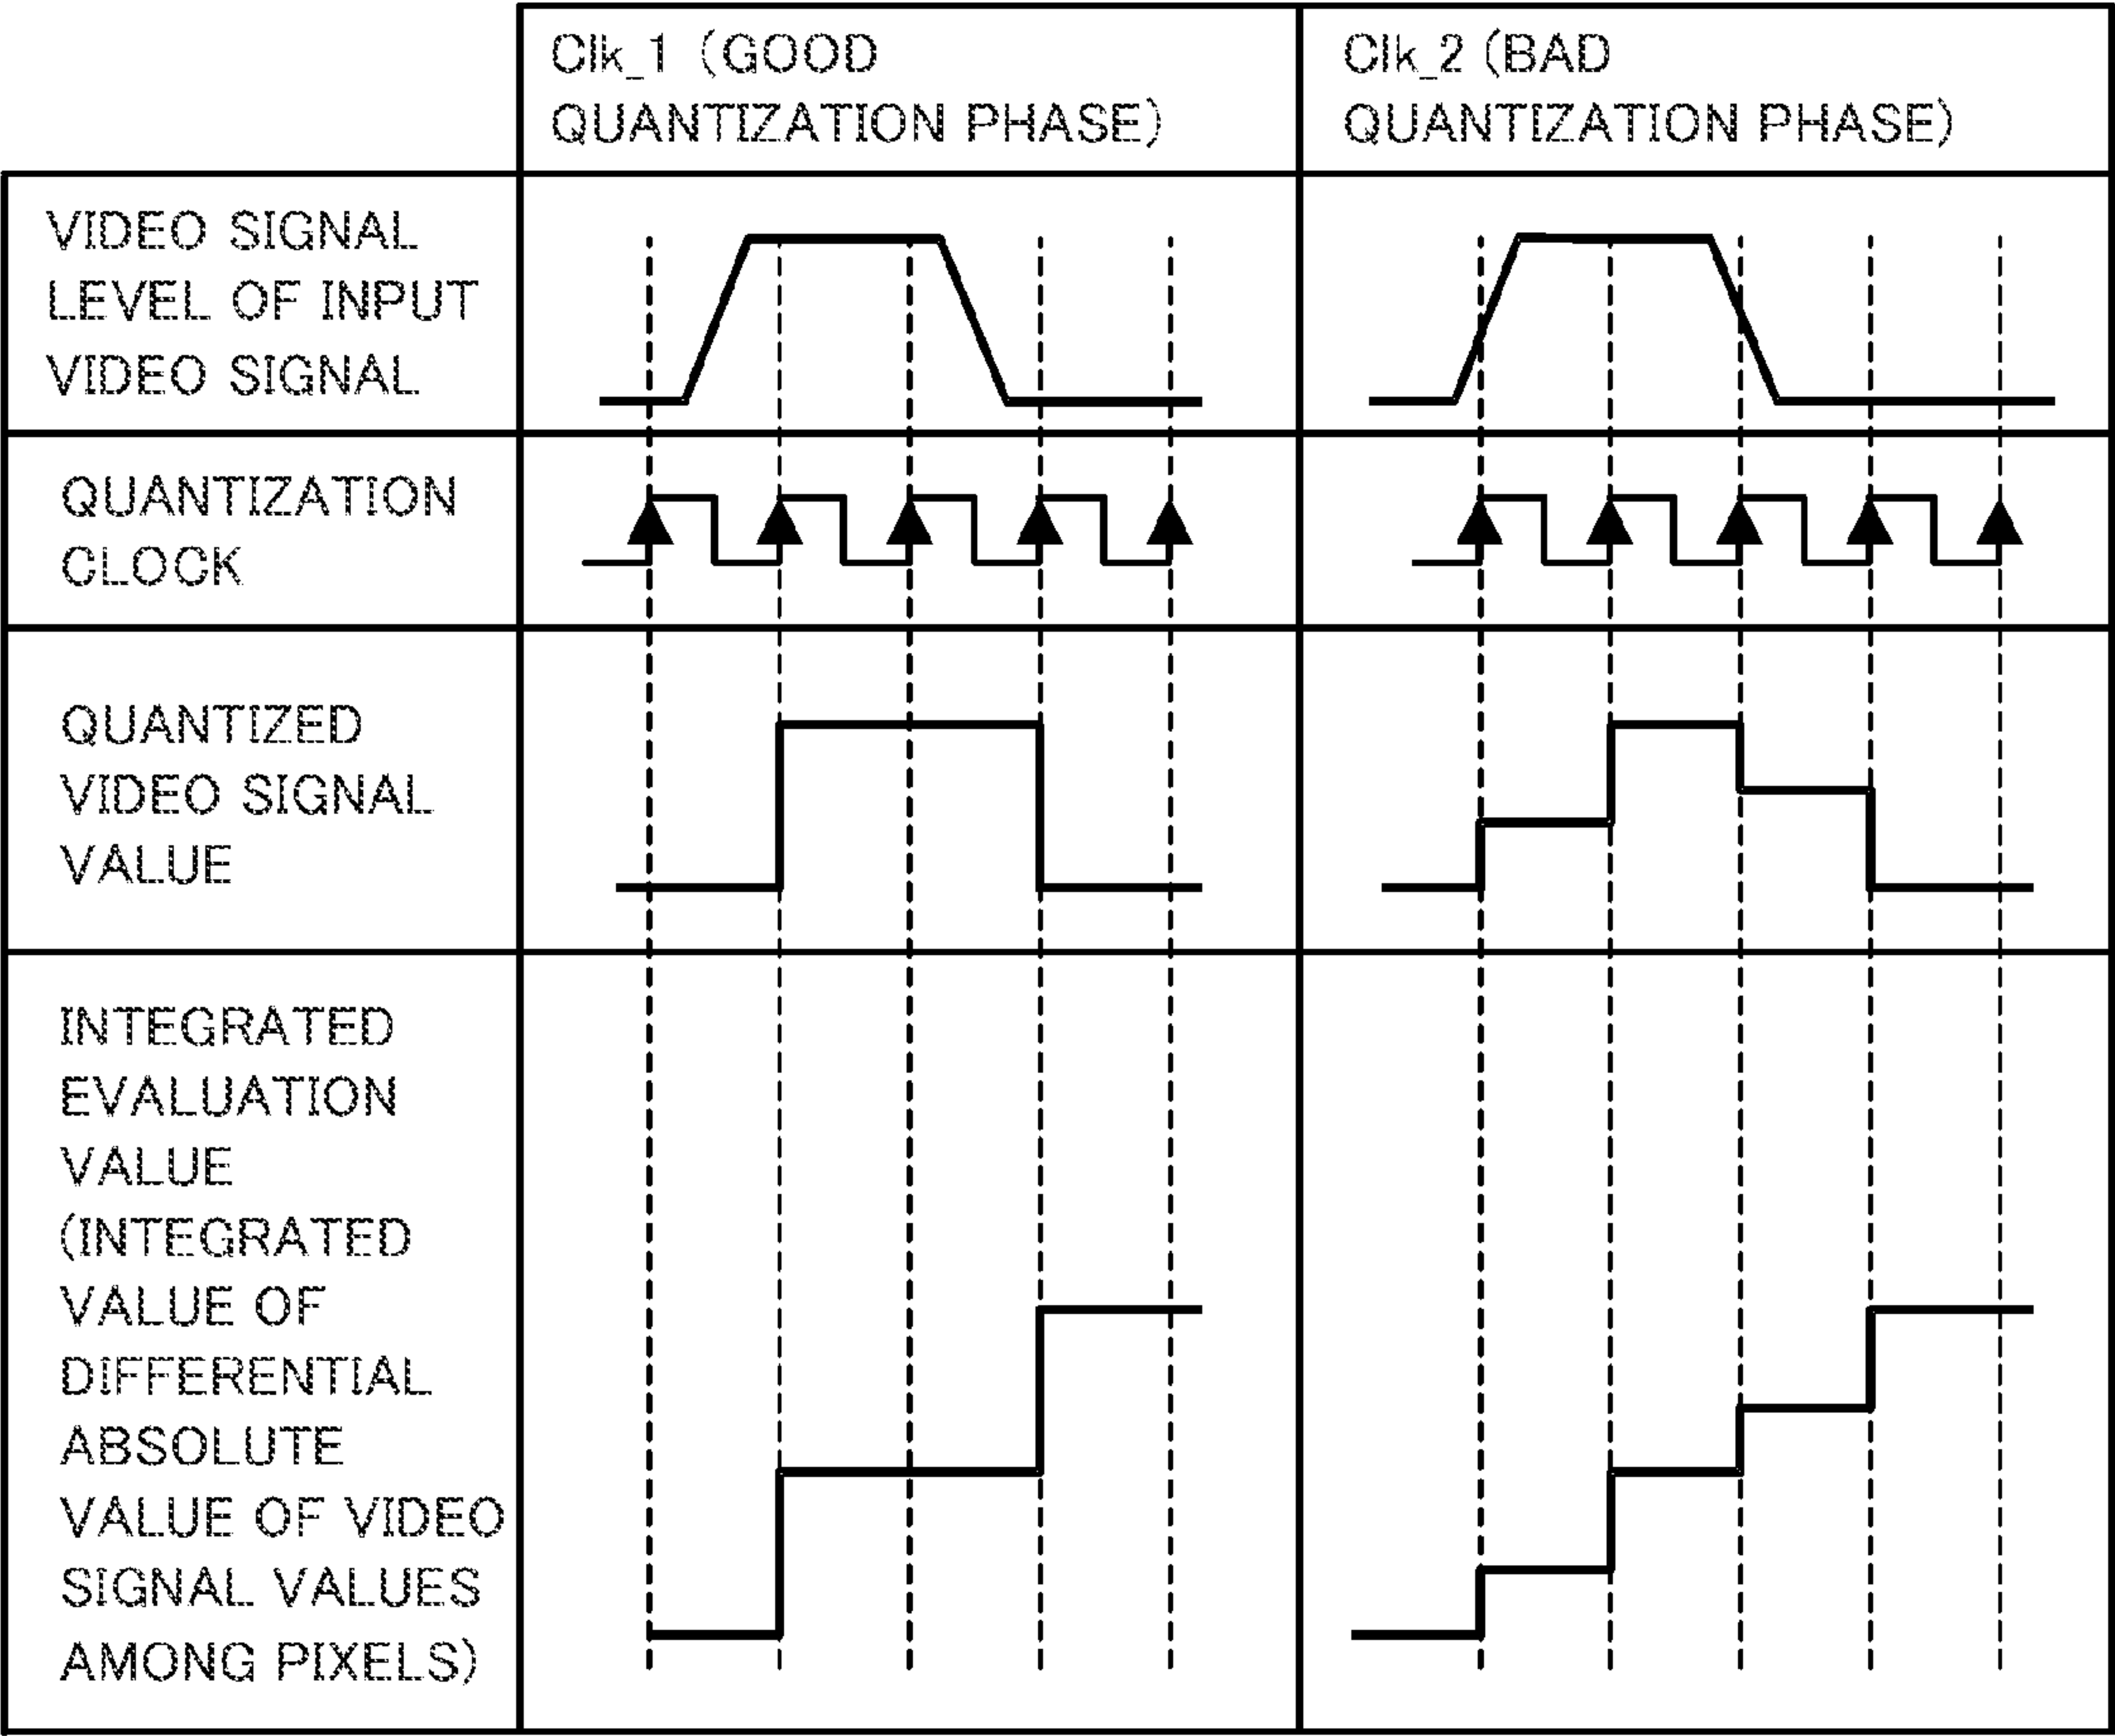 Clk_1 (GOOD
QUANTIZATION PHASE)
Clk_2 (BAD
QUANTIZATION PHASE)
VIDEO SIGNAL
LEVEL OF INPUT
VIDEO SIGNAL
QUANTIZATION
CLOCK
QUANTIZED
VIDEO SIGNAL
VALUE
INTEGRATED
EVALUATION
VALUE
(INTEGRATED
VALUE OF
DIFFERENTIAL
ABSOLUTE
VALUE OF VIDEO
SIGNAL VALUES
AMONG PIXELS)